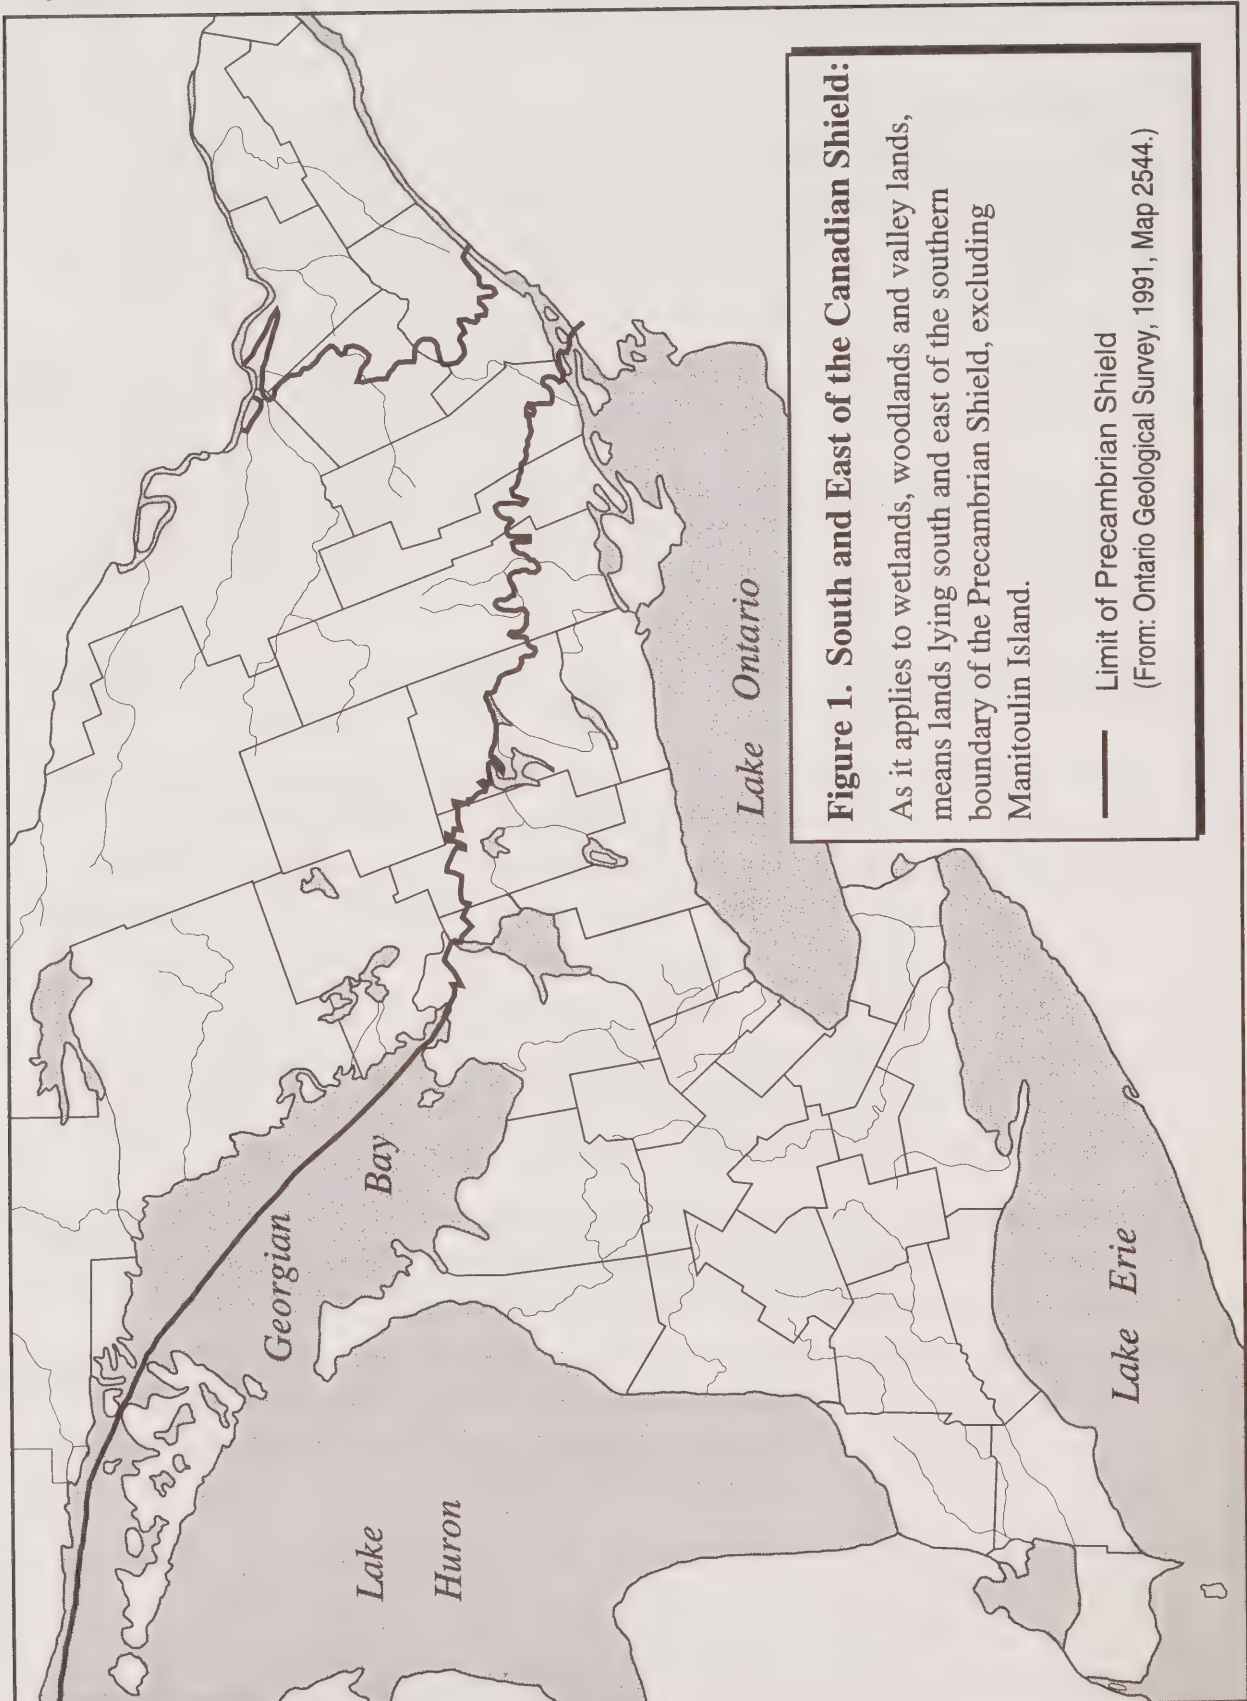 Figure 1. South and East of the Canadian Shield:
As it applies to wetlands, woodlands and valley lands,
means lands lying south and east of the southern
boundary of the Precambrian Shield, excluding
Manitoulin Island.
Limit of Precambrian Shield
(From: Ontario Geological Survey, 1991, Map 2544.)
Georgian
Bay
Lake
Huron
Lake Ontario
Lake Erie